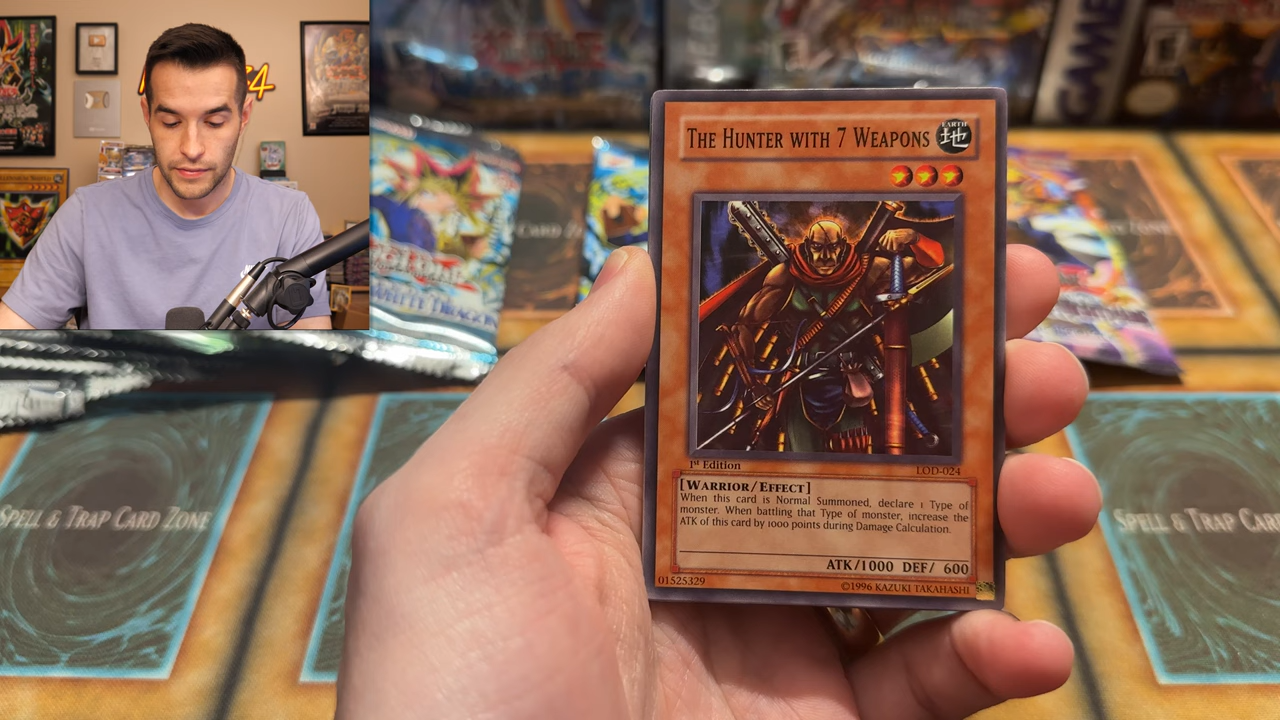 THE HUNTER WITH 7 WEAPONS
EARTH
地
1st Edition
LOD-024
[WARRIOR/EFFECT]
When this card is Normal Summoned, declare 1 Type of
monster. When battling that Type of monster, increase the
ATK of this card by 1000 points during Damage Calculation.
ATK/1000 DEF/ 600
01525329
©1996 KAZUKI TAKAHASHI
SPELL & TRAP CARD ZONE
SPELL & TRAP CAR
GAME